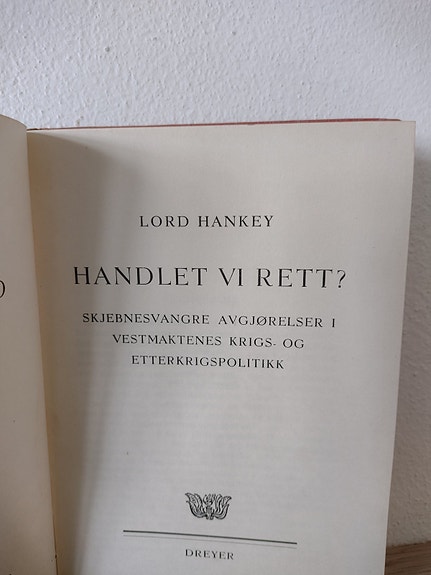 LORD HANKEY
HANDLET VI RETT?
SKJEBNESVANGRE AVGJØRELSER I
VESTMAKTENES KRIGS- OG
ETTERKRIGSPOLITIKK
DREYER